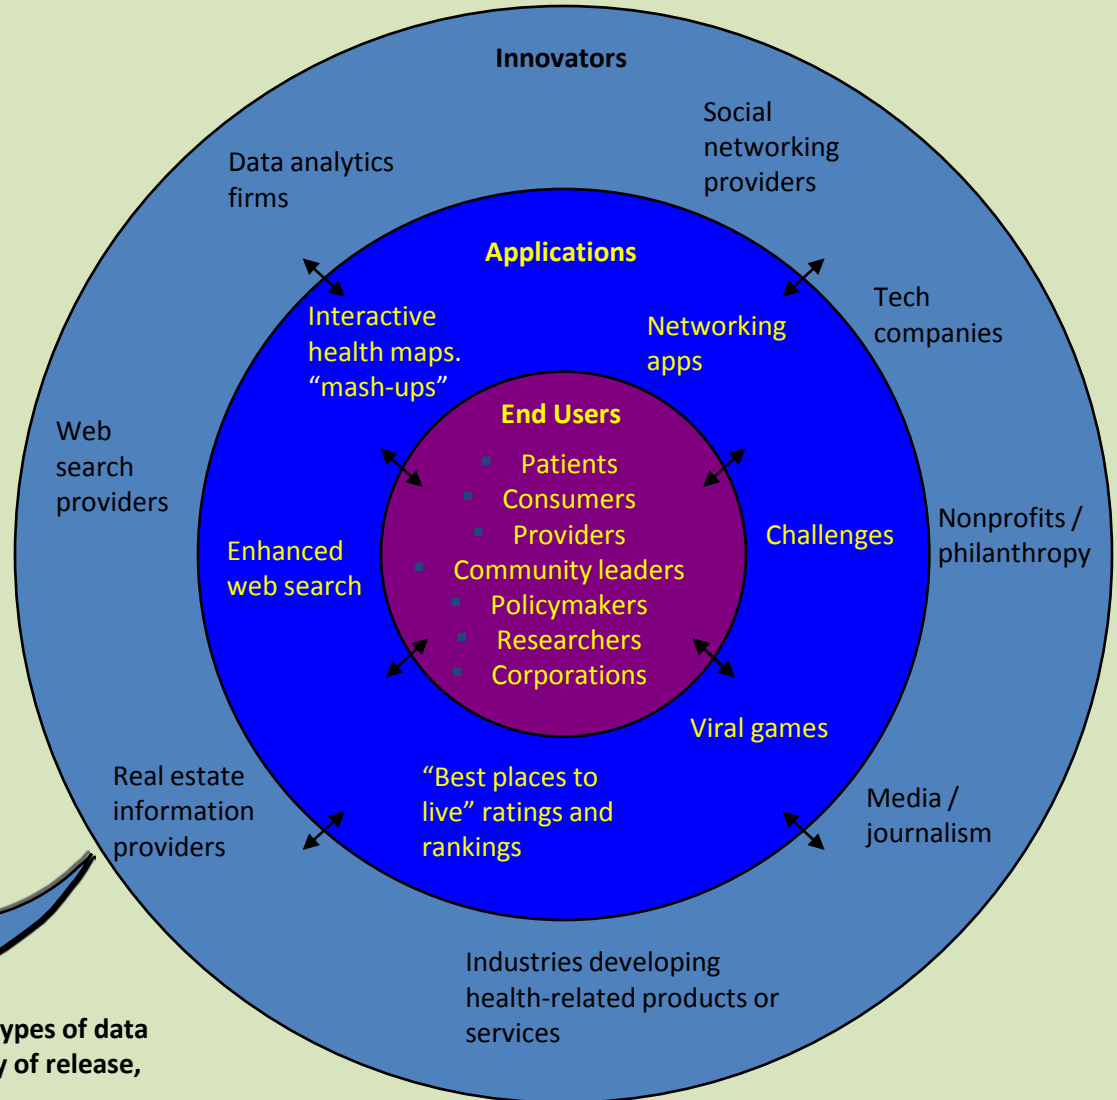 Innovators
Social
networking
providers
Data analytics
firms
Applications
Tech
companies
Interactive
health maps.
“mash-ups”
Networking
apps
End Users
Patients
Consumers
Providers
Community leaders
Policymakers
Researchers
Corporations
Web
search
providers
Nonprofits /
philanthropy
Enhanced
web search
Challenges
Viral games
Real estate
information
providers
“Best places to
live” ratings and
rankings
Media /
journalism
Industries developing
health-related products or
services
ypes of data
y of release,